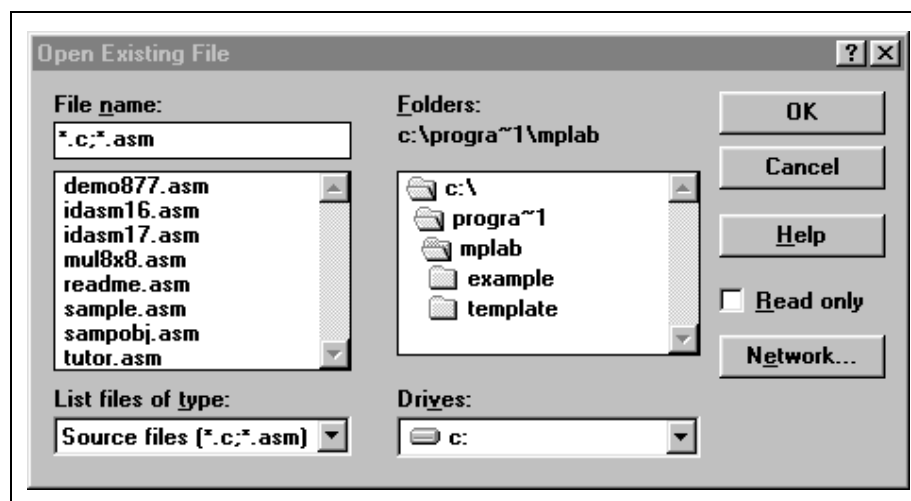 Open Existing File
File name:
*.c;*.asm
demo877.asm
idasm16.asm
idasm17.asm
mul8x8.asm
readme.asm
sample.asm
sampobj.asm
tutor.asm
List files of type:
Source files (*.c;*.asm)
Folders:
c:\progra~1\mplab
c:\
progra~1
mplab
example
template
Drives:
c:
OK
Cancel
Help
Read only
Network...